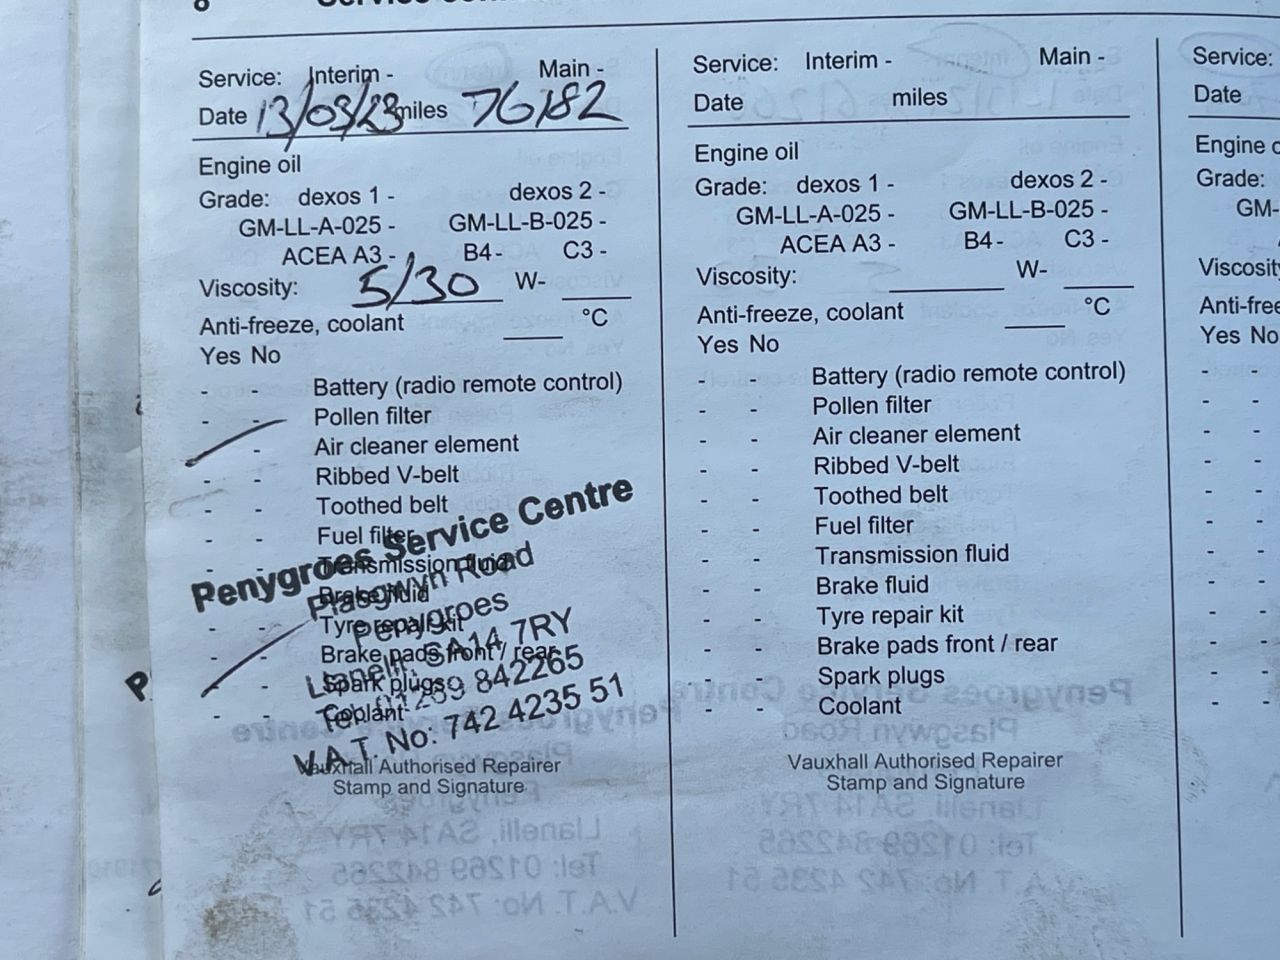 8
Service: Interim - Main -
Date 13/03/23 miles 76182
Engine oil
Grade: dexos 1 - dexos 2 -
GM-LL-A-025 - GM-LL-B-025 -
ACEA A3 - B4 - C3 -
Viscosity: 5/30 W-
Anti-freeze, coolant °C
Yes No
- - Battery (radio remote control)
- - Pollen filter
- Air cleaner element
- - Ribbed V-belt
- - Toothed belt
- - Fuel filter
- - Transmission fluid
Brake fluid
- - Tyre repair kit
- - Brake pads front / rear
- - Spark plugs
- - Coolant
Penygroes Service Centre
Plasgwyn Road
Penygroes
Llanelli, SA14 7RY
Tel: 01269 842265
V.A.T. No: 742 4235 51
Vauxhall Authorised Repairer
Stamp and Signature
Service: Interim - Main -
Date miles
Engine oil
Grade: dexos 1 - dexos 2 -
GM-LL-A-025 - GM-LL-B-025 -
ACEA A3 - B4 - C3 -
Viscosity: W-
Anti-freeze, coolant °C
Yes No
- - Battery (radio remote control)
- - Pollen filter
- - Air cleaner element
- - Ribbed V-belt
- - Toothed belt
- - Fuel filter
- - Transmission fluid
- - Brake fluid
- - Tyre repair kit
- - Brake pads front / rear
- - Spark plugs
- - Coolant
Vauxhall Authorised Repairer
Stamp and Signature
Service:
Date
Engine
Grade:
GM-
Viscosity
Anti-free
Yes No